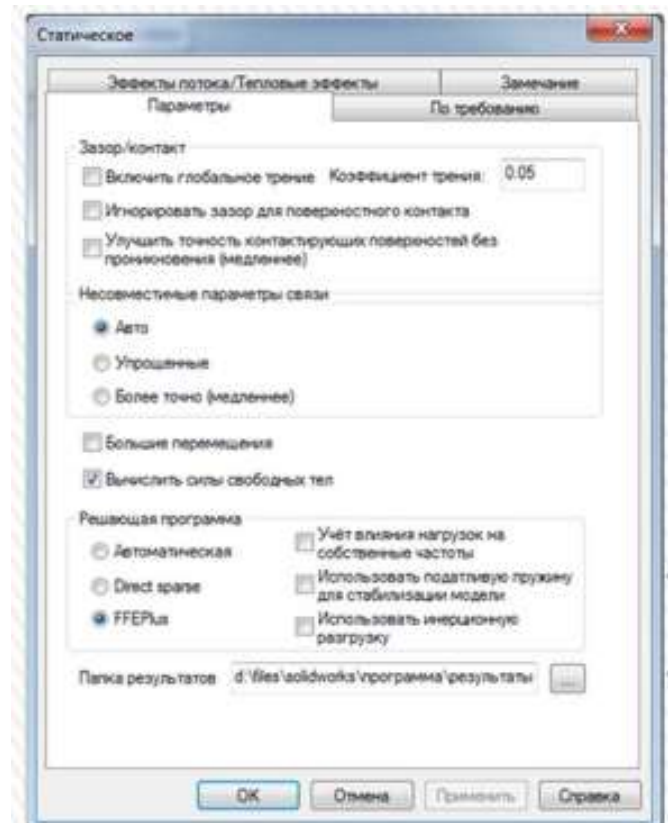 Статическое
Эффекты потока/Тепловые эффекты
Замечание
Параметры
По требованию
Зазор/контакт
Включить глобальное трение Коэффициент трения: 0.05
Игнорировать зазор для поверхностного контакта
Улучшить точность контактирующих поверхностей без
проникновения (медленнее)
Несовместимые параметры связи
Авто
Упрощенные
Более точно (медленнее)
Большие перемещения
Вычислить силы свободных тел
Решающая программа
Автоматическая
Direct sparse
FFEPlus
Учёт влияния нагрузок на
собственные частоты
Использовать податливую пружину
для стабилизации модели
Использовать инерционную
разгрузку
Папка результатов d:\files\solidworks\программа\результаты ...
OK Отмена Применить Справка